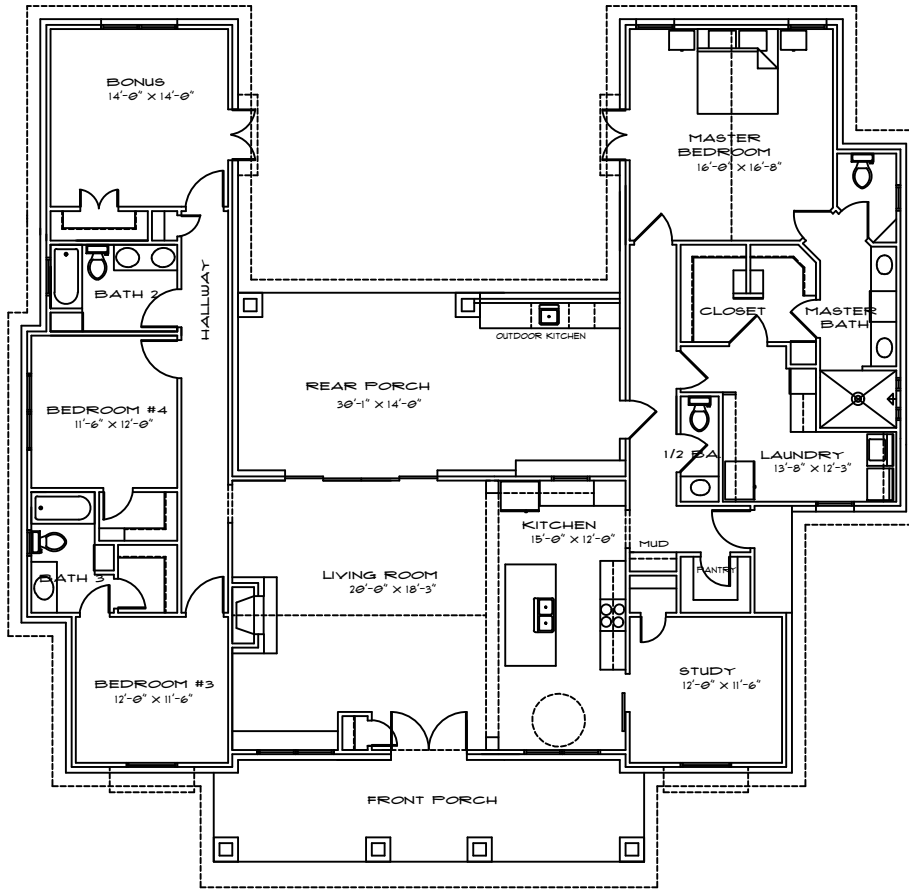 BONUS
14'-0" X 14'-0"
MASTER
BEDROOM
16'-0" X 16'-8"
HALLWAY
BATH 2
CLOSET
MASTER
BATH
OUTDOOR KITCHEN
REAR PORCH
30'-1" X 14'-0"
BEDROOM #4
11'-6" X 12'-0"
1/2 BA.
LAUNDRY
13'-8" X 12'-3"
KITCHEN
15'-0" X 12'-0"
MUD
PANTRY
BATH 3
LIVING ROOM
20'-0" X 18'-3"
BEDROOM #3
12'-0" X 11'-6"
STUDY
12'-0" X 11'-6"
FRONT PORCH